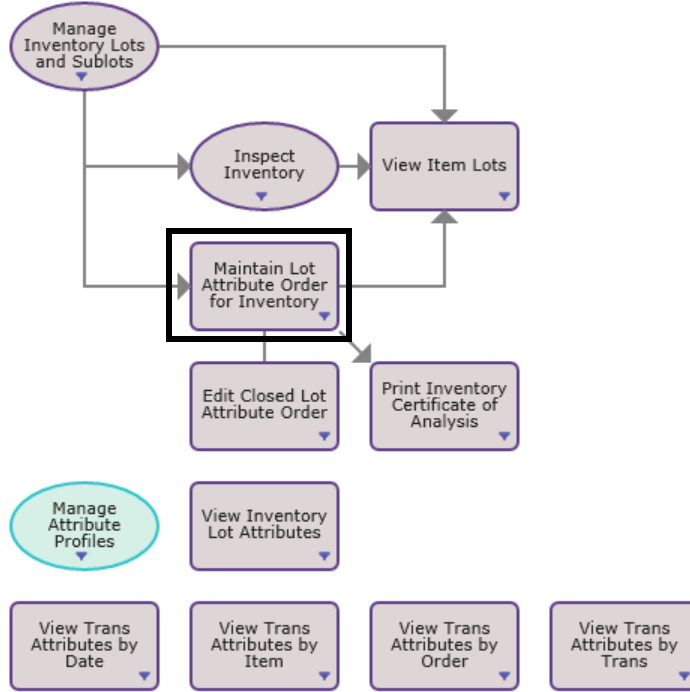 Manage
Inventory Lots
and Sublots
Inspect
Inventory
View Item Lots
Maintain Lot
Attribute Order
for Inventory
Edit Closed Lot
Attribute Order
Print Inventory
Certificate of
Analysis
Manage
Attribute
Profiles
View Inventory
Lot Attributes
View Trans
Attributes by
Date
View Trans
Attributes by
Item
View Trans
Attributes by
Order
View Trans
Attributes by
Trans